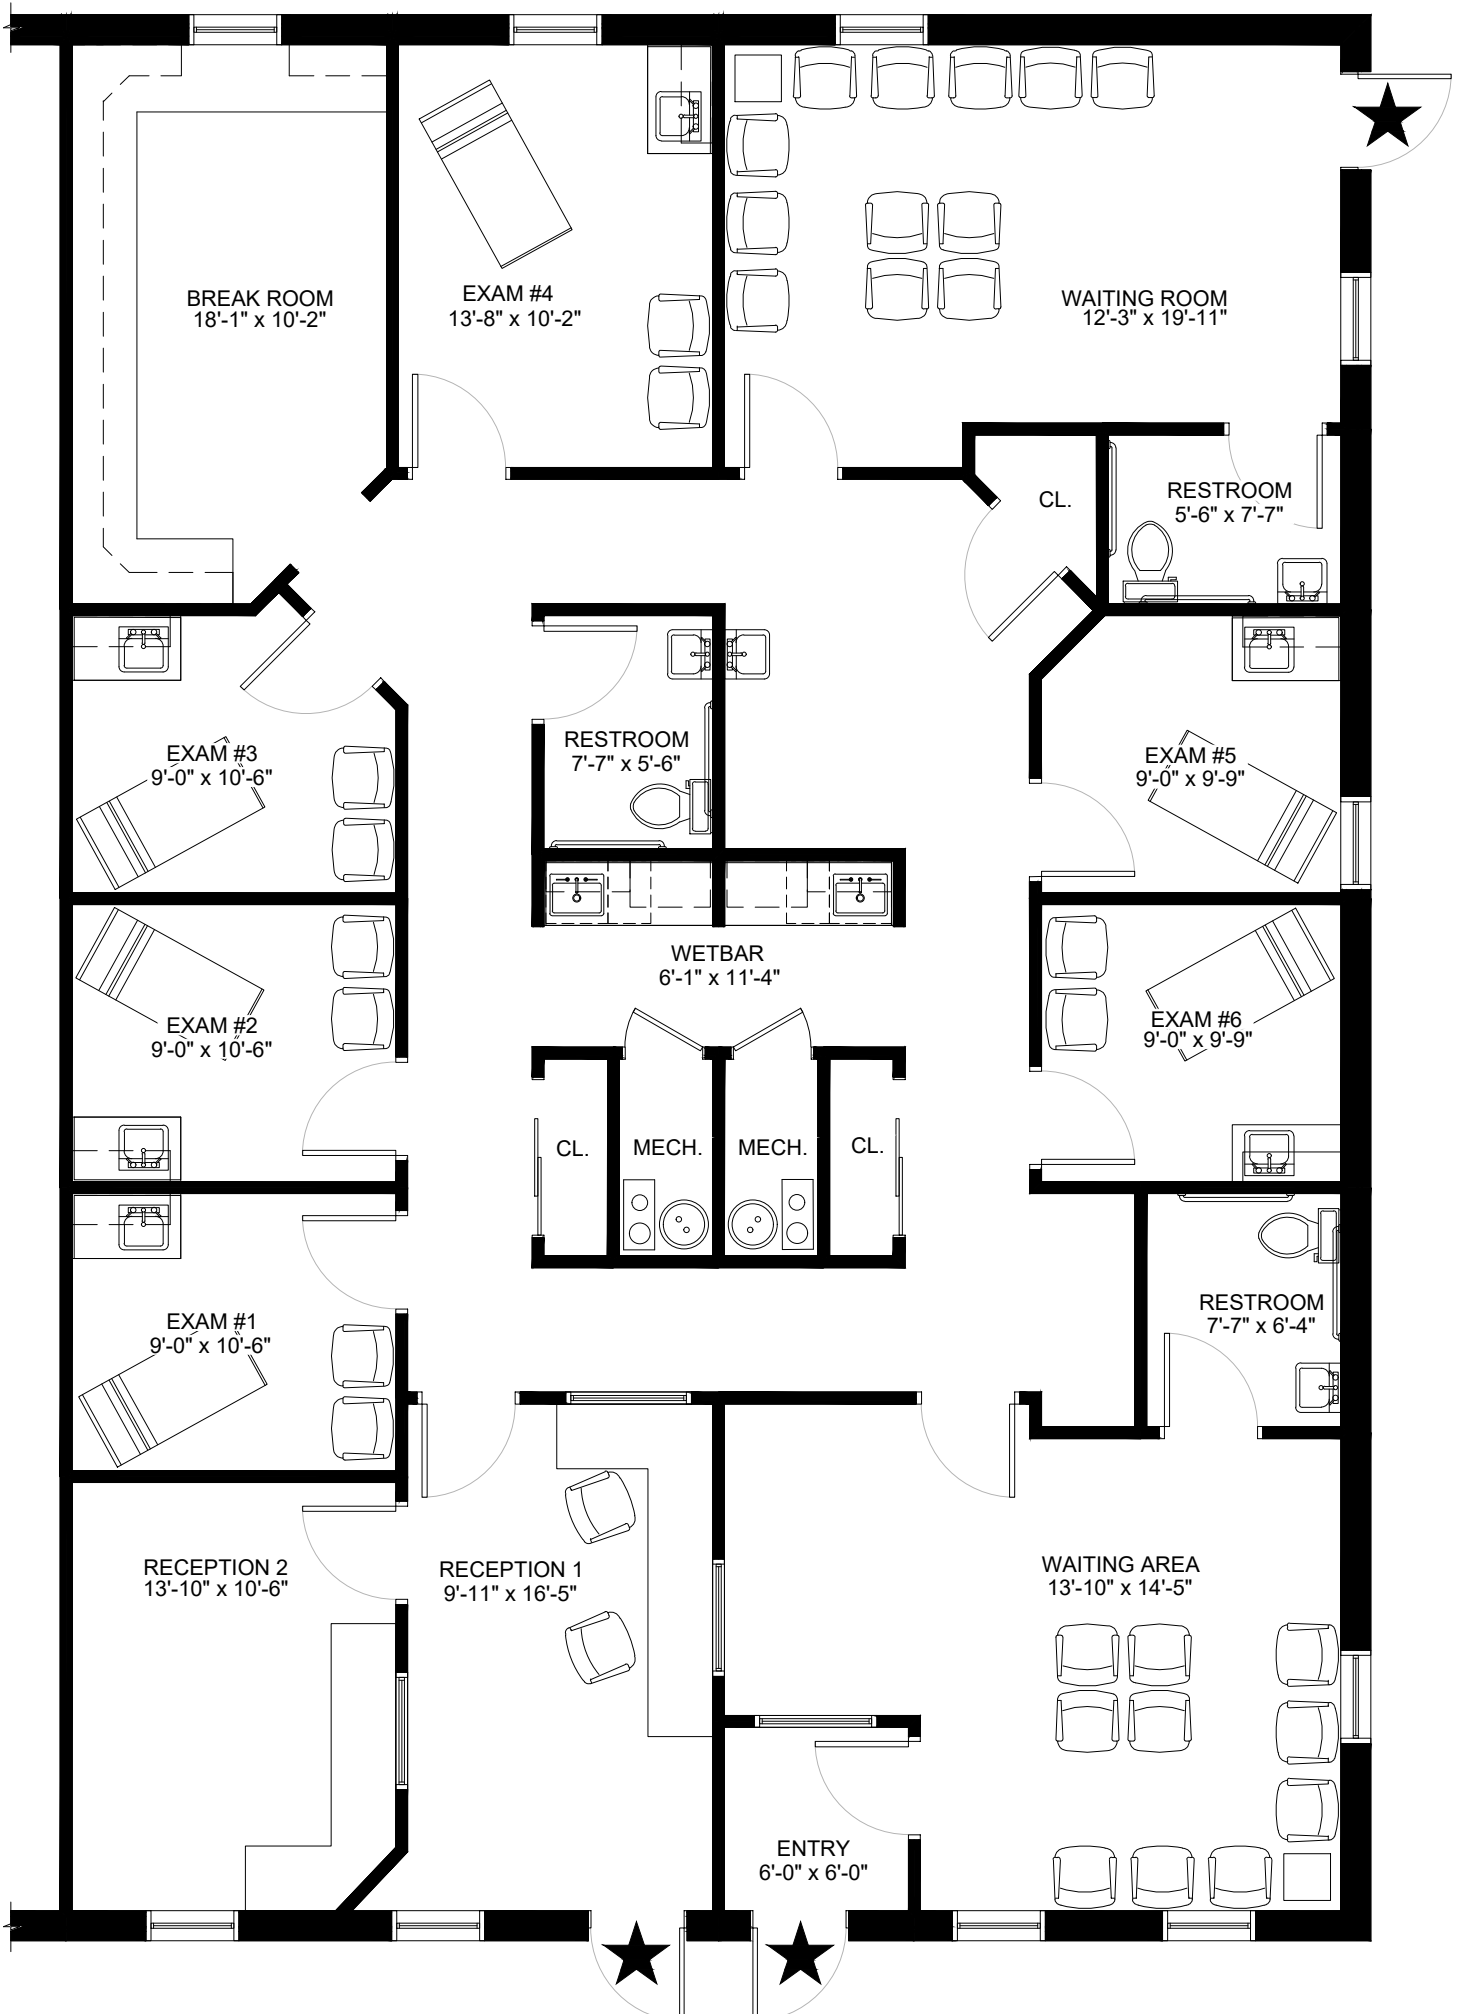 BREAK ROOM
18'-1" x 10'-2"
EXAM #4
13'-8" x 10'-2"
WAITING ROOM
12'-3" x 19'-11"
CL.
RESTROOM
5'-6" x 7'-7"
EXAM #3
9'-0" x 10'-6"
RESTROOM
7'-7" x 5'-6"
EXAM #5
9'-0" x 9'-9"
WETBAR
6'-1" x 11'-4"
EXAM #2
9'-0" x 10'-6"
EXAM #6
9'-0" x 9'-9"
CL.
MECH.
MECH.
CL.
EXAM #1
9'-0" x 10'-6"
RESTROOM
7'-7" x 6'-4"
RECEPTION 2
13'-10" x 10'-6"
RECEPTION 1
9'-11" x 16'-5"
WAITING AREA
13'-10" x 14'-5"
ENTRY
6'-0" x 6'-0"